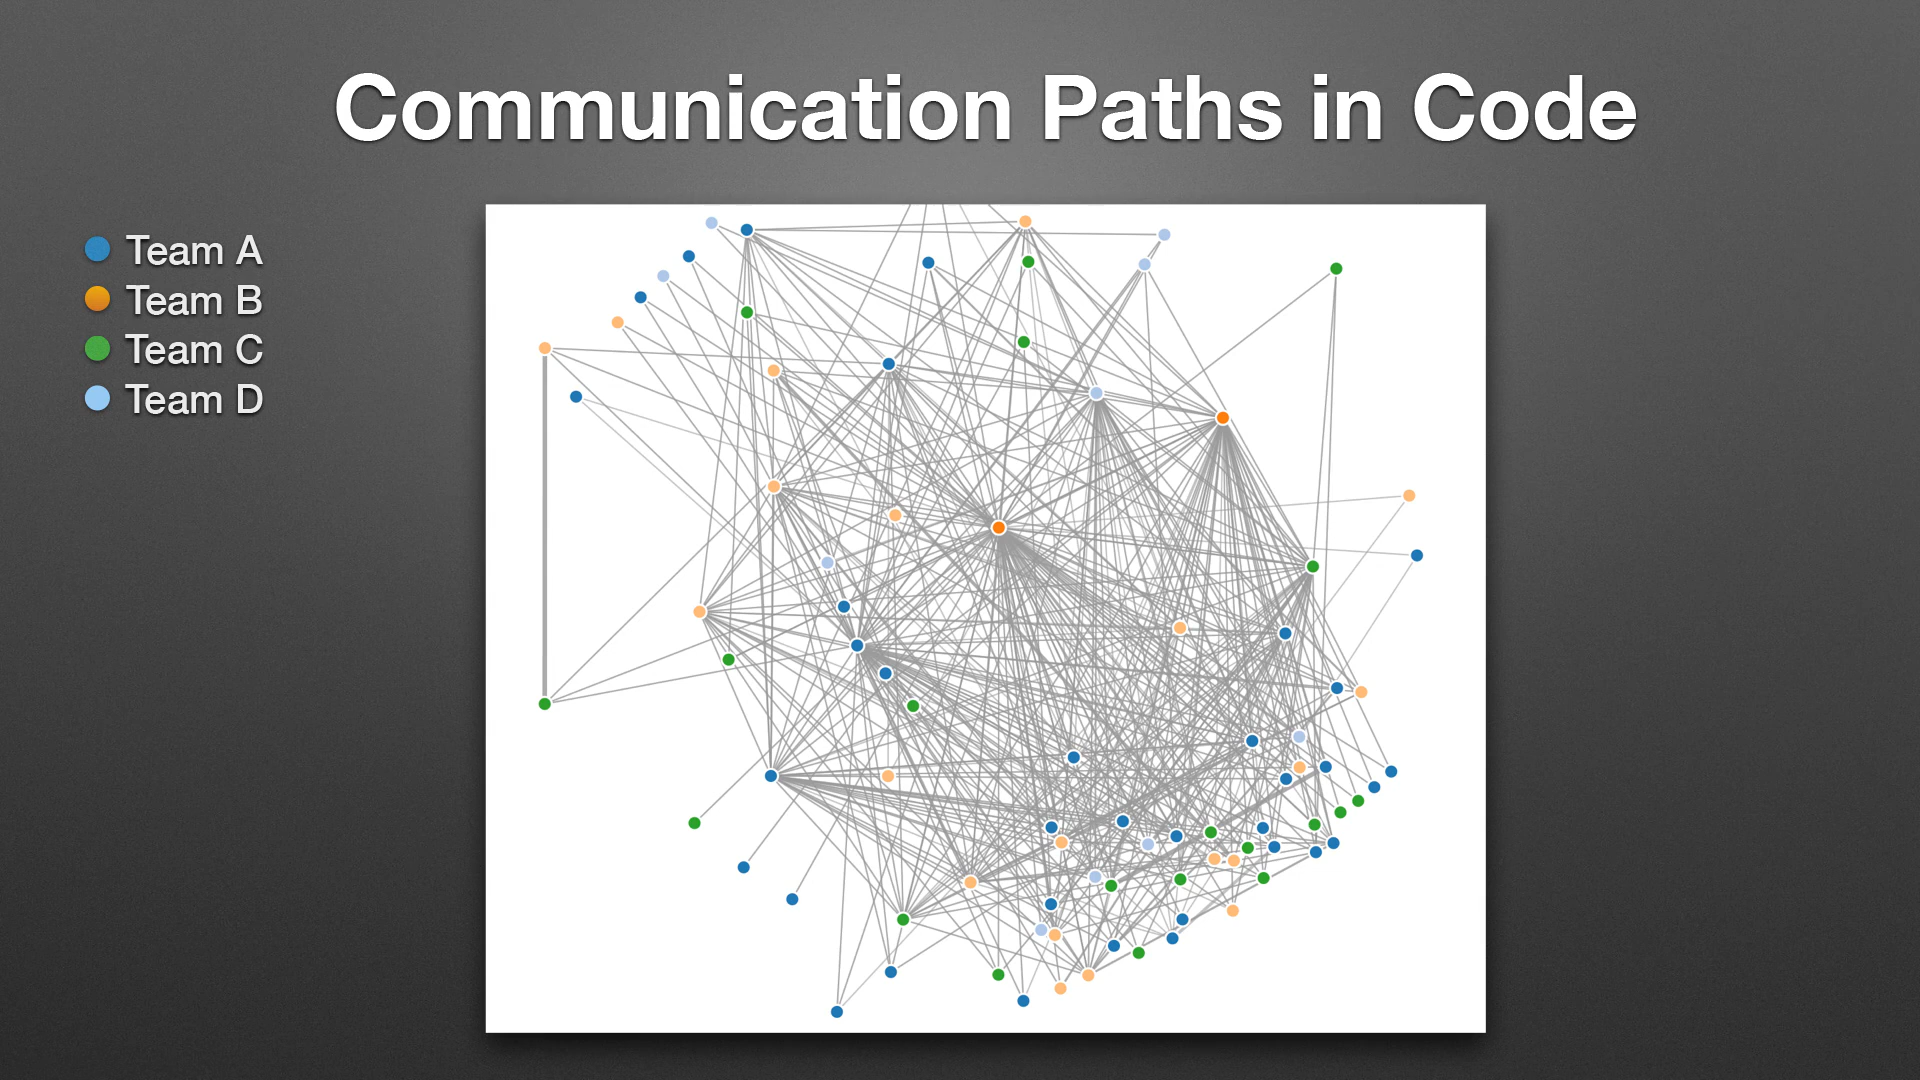 Communication Paths in Code
Team A
Team B
Team C
Team D